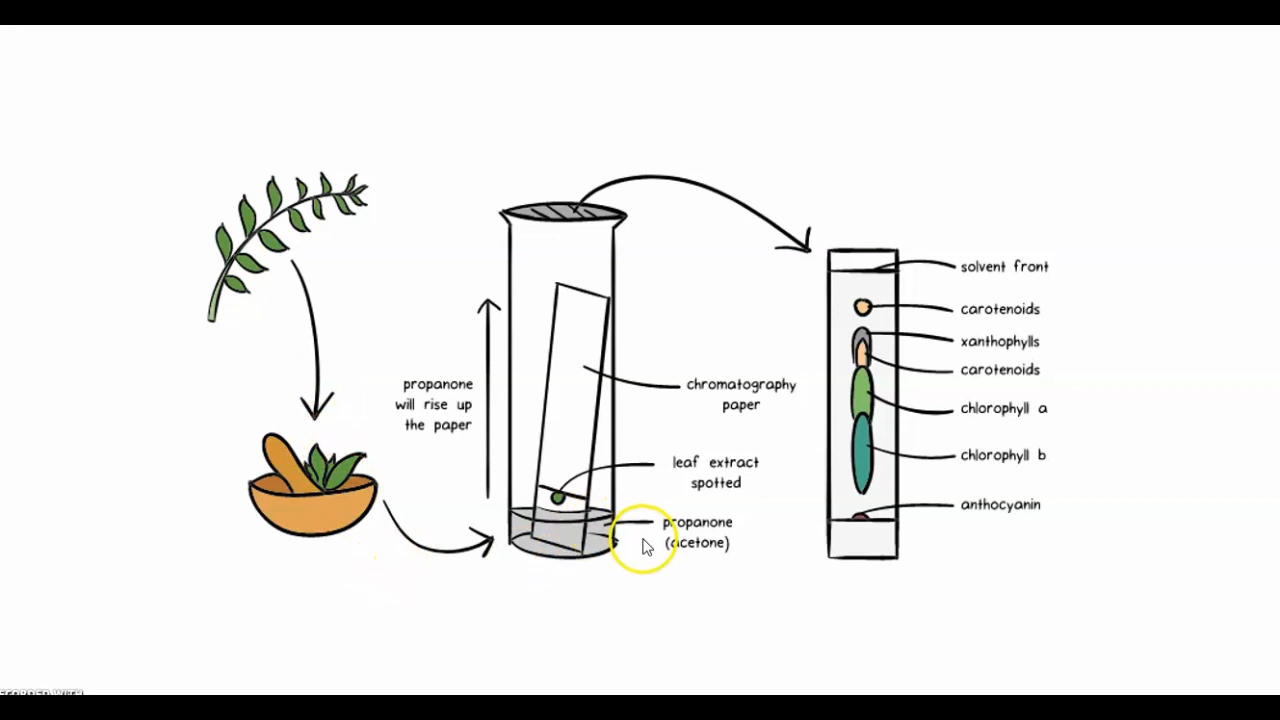 propanone
will rise up
the paper
chromatography
paper
leaf extract
spotted
propanone
(acetone)
solvent front
carotenoids
xanthophylls
carotenoids
chlorophyll a
chlorophyll b
anthocyanin